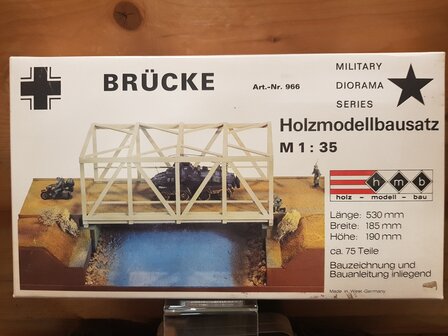 BRÜCKE
Art.-Nr. 966
MILITARY
DIORAMA
SERIES
Holzmodellbausatz
M 1 : 35
hmb
holz - modell - bau
Länge: 530 mm
Breite: 185 mm
Höhe: 190 mm
ca. 75 Teile
Bauzeichnung und
Bauanleitung inliegend
Made in West Germany